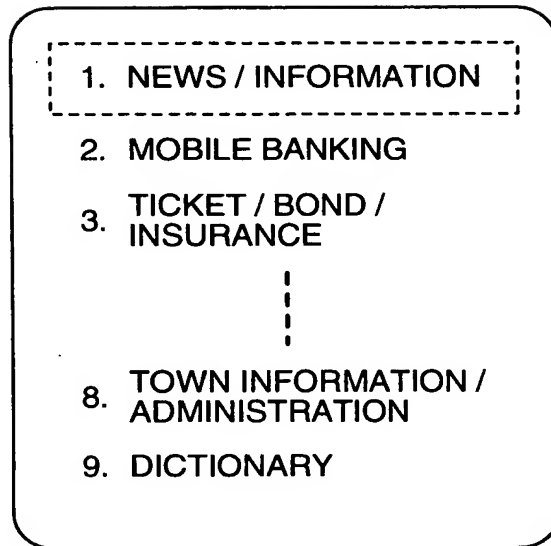 1. NEWS / INFORMATION
2. MOBILE BANKING
3. TICKET / BOND /
INSURANCE
8. TOWN INFORMATION /
ADMINISTRATION
9. DICTIONARY